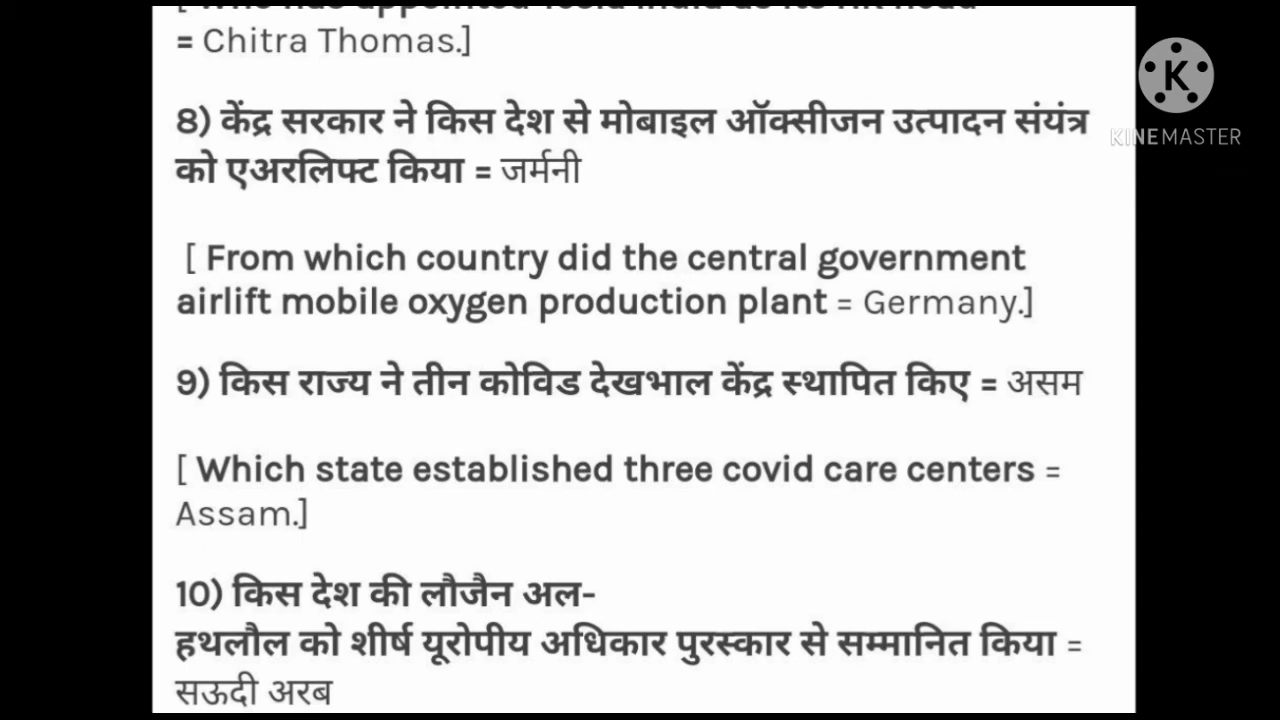 = Chitra Thomas.]
8) केंद्र सरकार ने किस देश से मोबाइल ऑक्सीजन उत्पादन संयंत्र
को एअरलिफ्ट किया = जर्मनी
[ From which country did the central government
airlift mobile oxygen production plant = Germany.]
9) किस राज्य ने तीन कोविड देखभाल केंद्र स्थापित किए = असम
[ Which state established three covid care centers =
Assam.]
10) किस देश की लौजैन अल-
हथलौल को शीर्ष यूरोपीय अधिकार पुरस्कार से सम्मानित किया =
सऊदी अरब
K
KINEMASTER